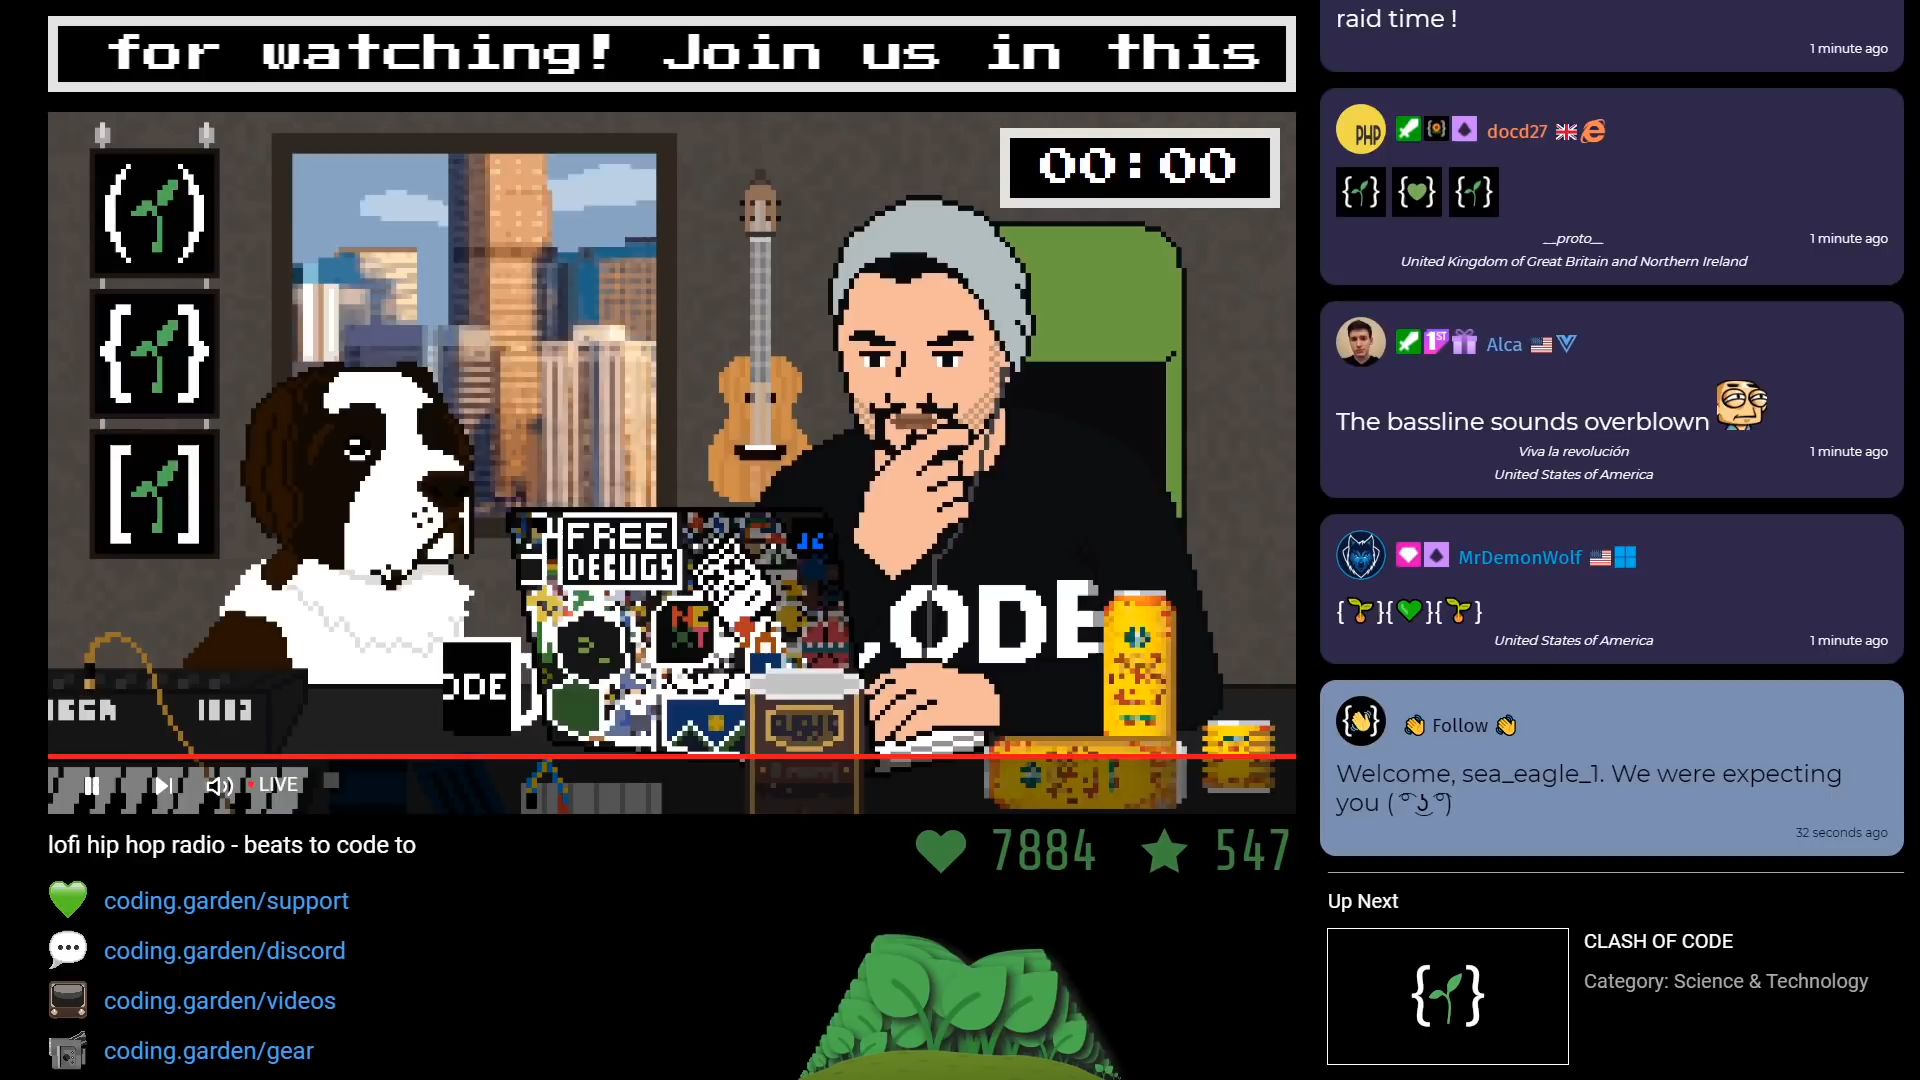 for watching! Join us in this
00:00
FREE
DEBUGS
.ODE
ODE
LIVE
lofi hip hop radio - beats to code to
7884
547
coding.garden/support
coding.garden/discord
coding.garden/videos
coding.garden/gear
raid time !
1 minute ago
PHP
docd27
__proto__
1 minute ago
United Kingdom of Great Britain and Northern Ireland
1ST
Alca
The bassline sounds overblown
Viva la revolución
1 minute ago
United States of America
MrDemonWolf
{🌱}{💚}{🌱}
United States of America
1 minute ago
👏 Follow 👏
Welcome, sea_eagle_1. We were expecting
you ( ͡° ͜ʖ ͡°)
32 seconds ago
Up Next
CLASH OF CODE
Category: Science & Technology